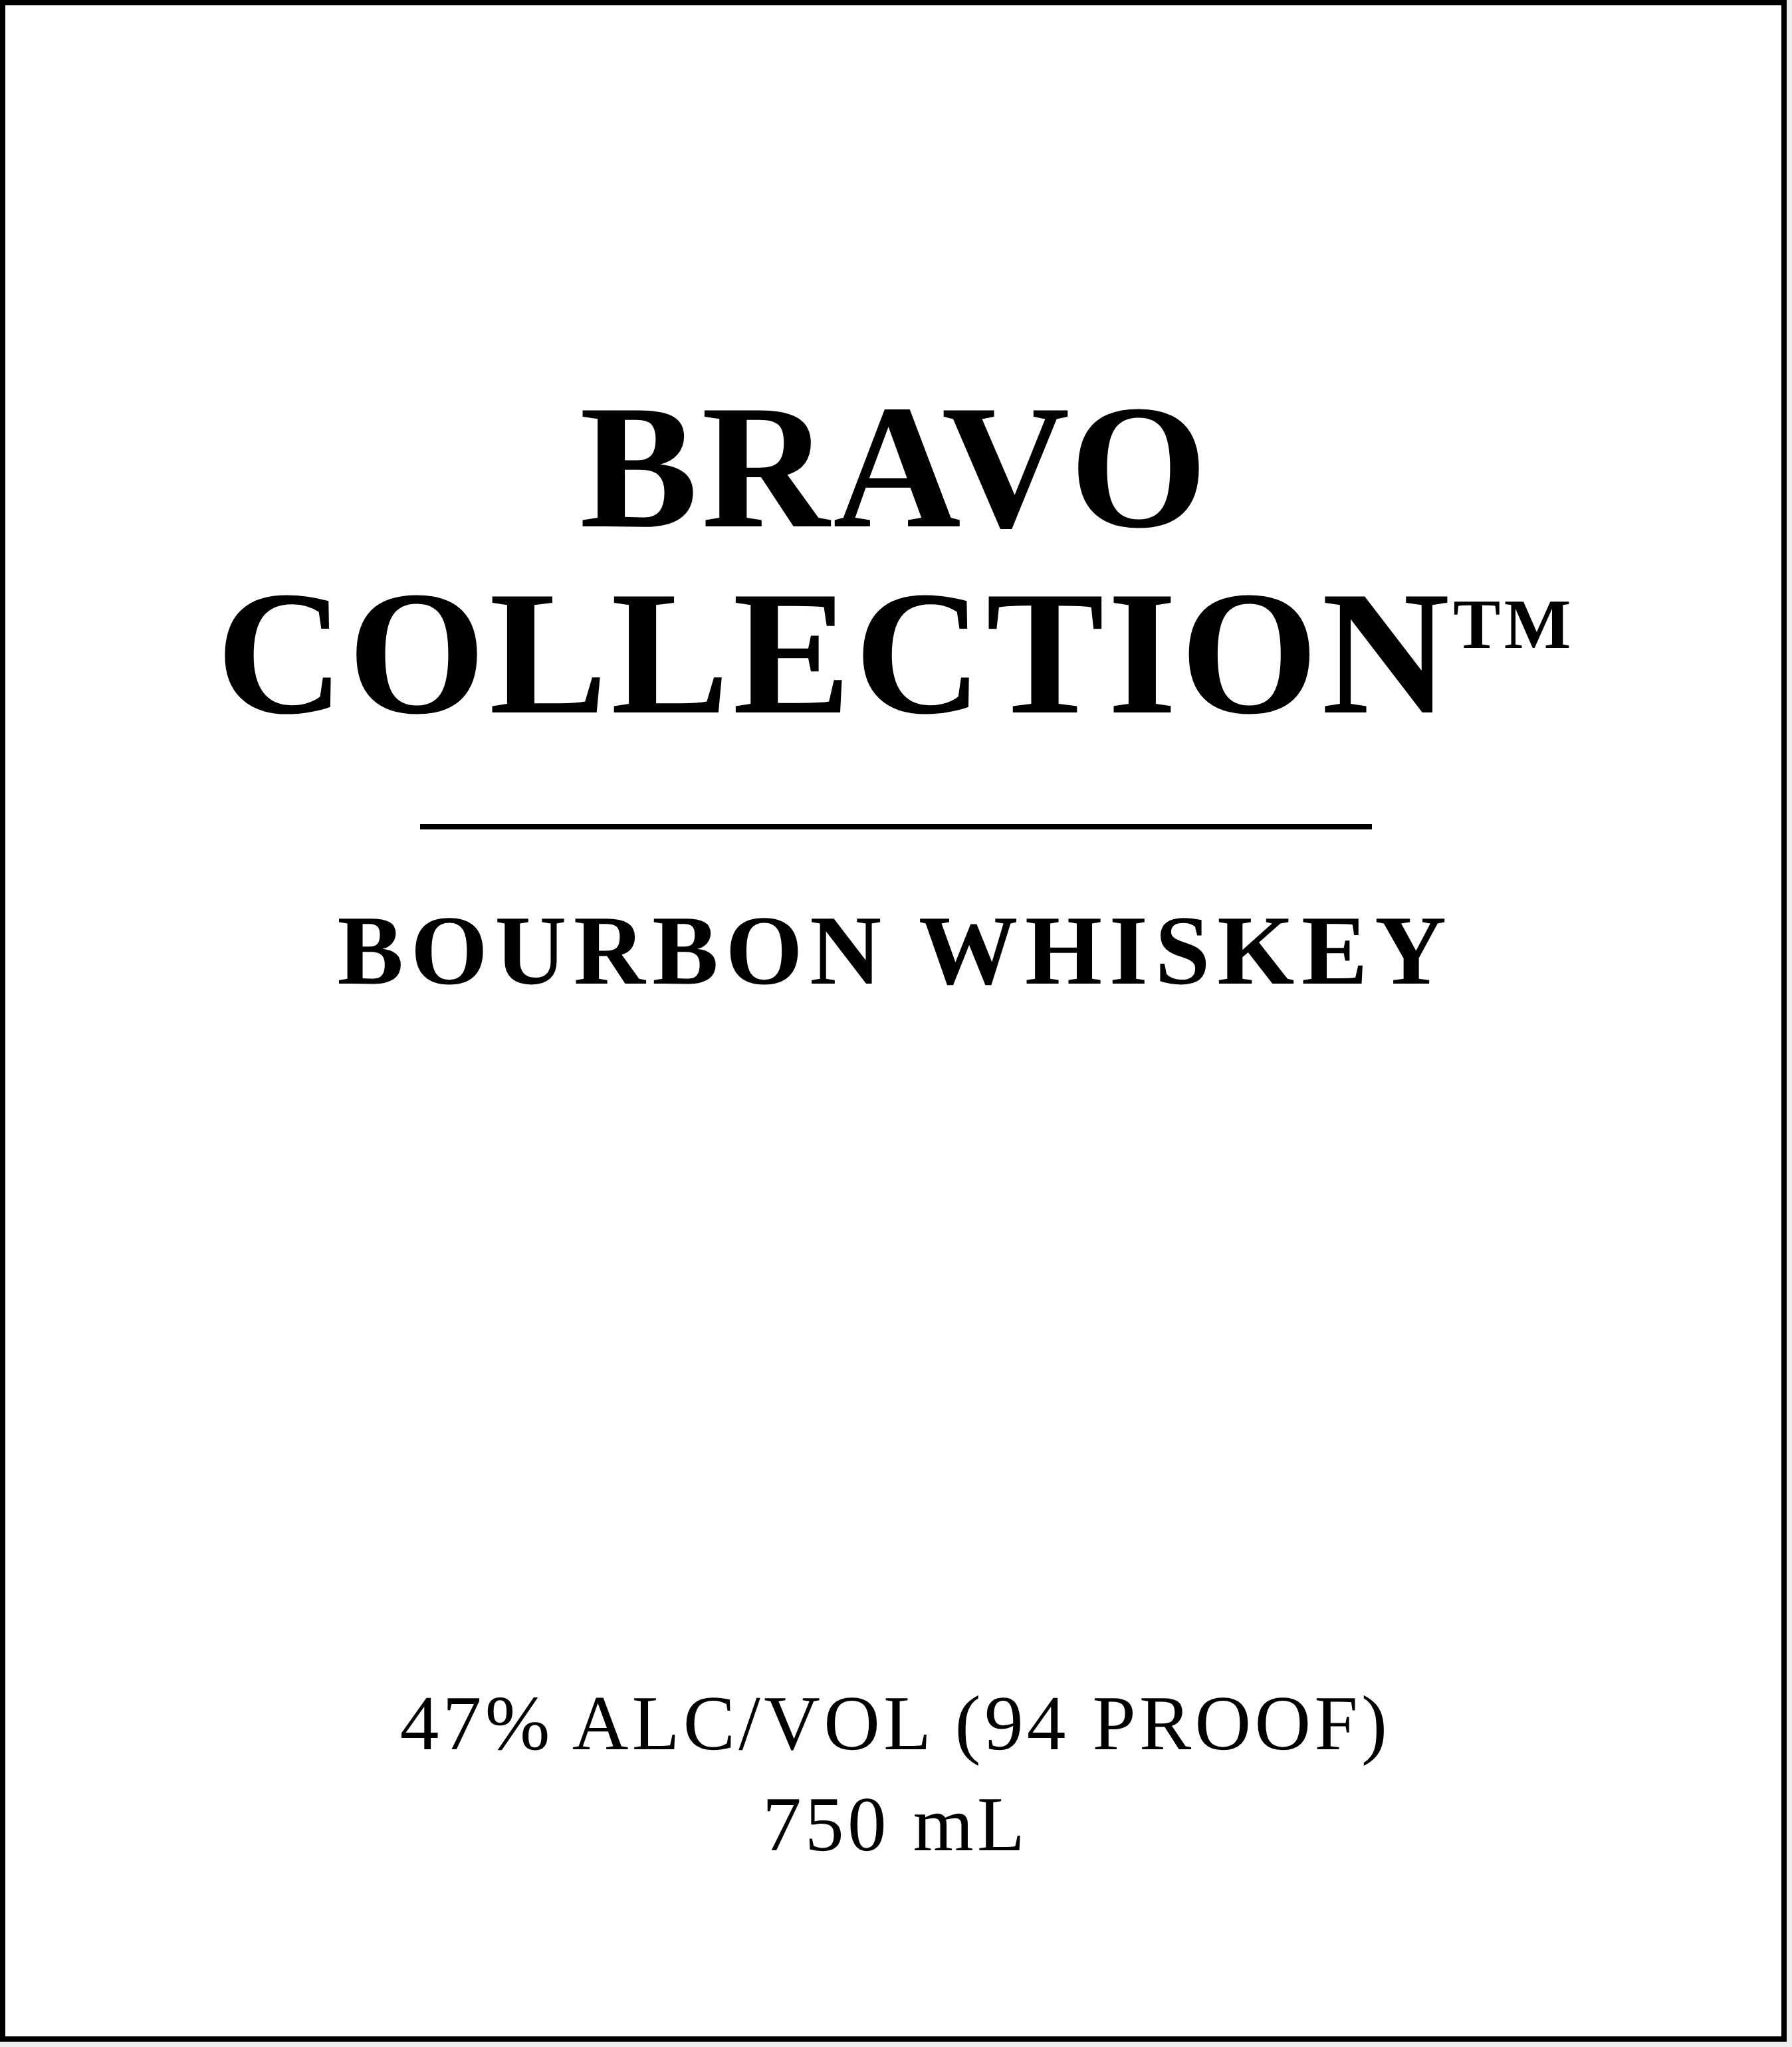 BRAVO
COLLECTION™
BOURBON WHISKEY
47% ALC/VOL (94 PROOF)
750 mL